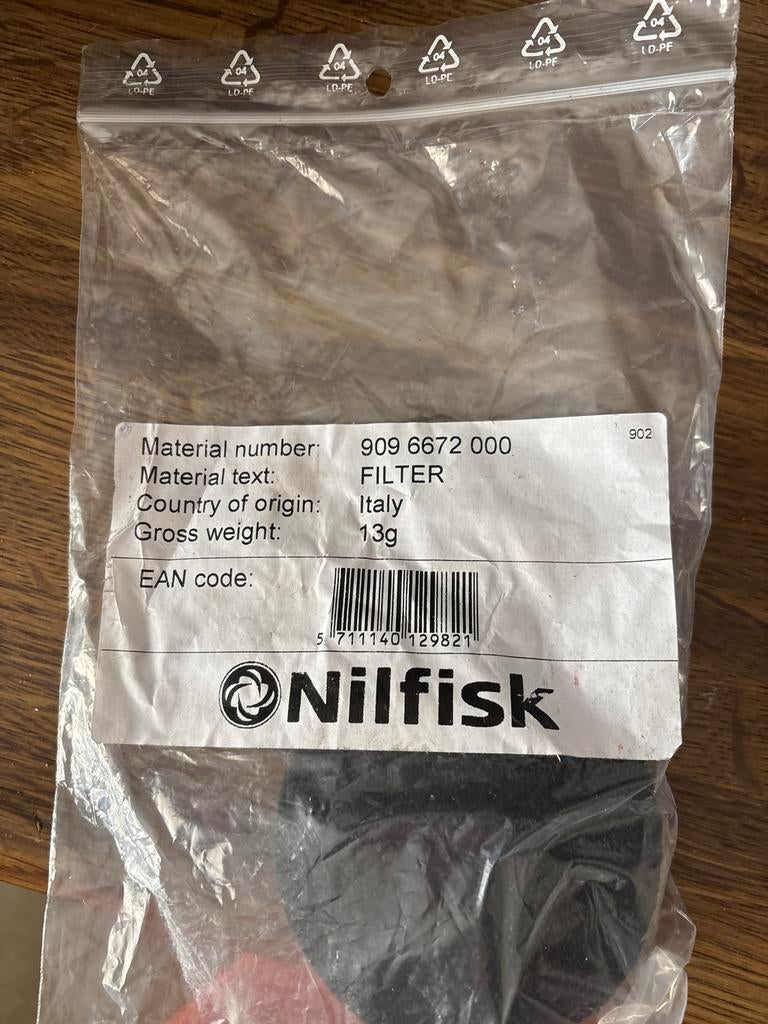 04 04 04 04 04 04
LD-PE LD-PE LD-PE LD-PE LD-PE LD-PE
902
Material number: 909 6672 000
Material text: FILTER
Country of origin: Italy
Gross weight: 13g
EAN code:
5 711140 129821
Nilfisk